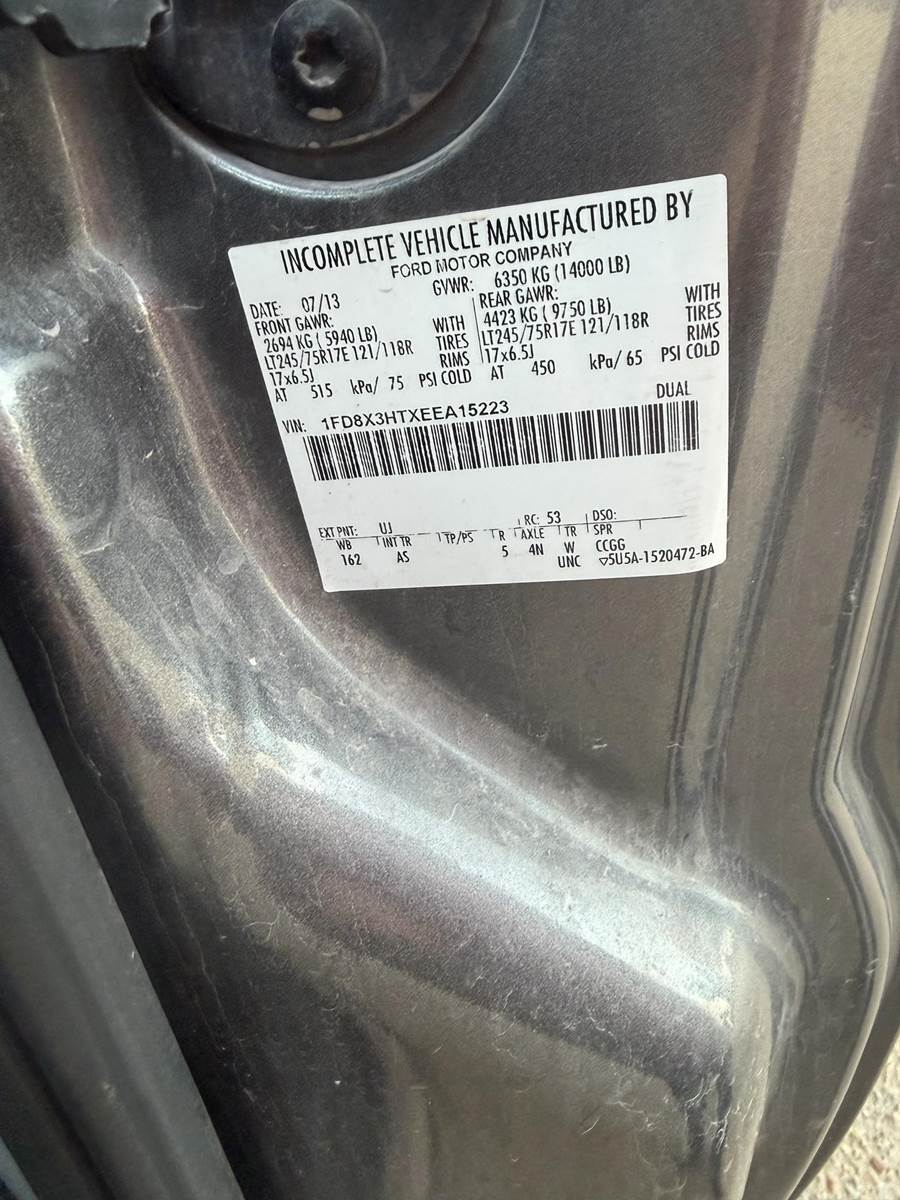 INCOMPLETE VEHICLE MANUFACTURED BY
FORD MOTOR COMPANY
DATE: 07/13 GVWR: 6350 KG (14000 LB)
FRONT GAWR: REAR GAWR:
2694 KG ( 5940 LB) WITH 4423 KG ( 9750 LB) WITH
LT245/75R17E 121/118R TIRES LT245/75R17E 121/118R TIRES
17x6.5J RIMS 17x6.5J RIMS
AT 515 kPa/ 75 PSI COLD AT 450 kPa/ 65 PSI COLD
VIN: 1FD8X3HTXEEA15223 DUAL
EXT PNT: UJ RC: 53 DSO:
WB INT TR TP/PS R AXLE TR SPR
162 AS 5 4N W CCGG
UNC ▽5U5A-1520472-BA